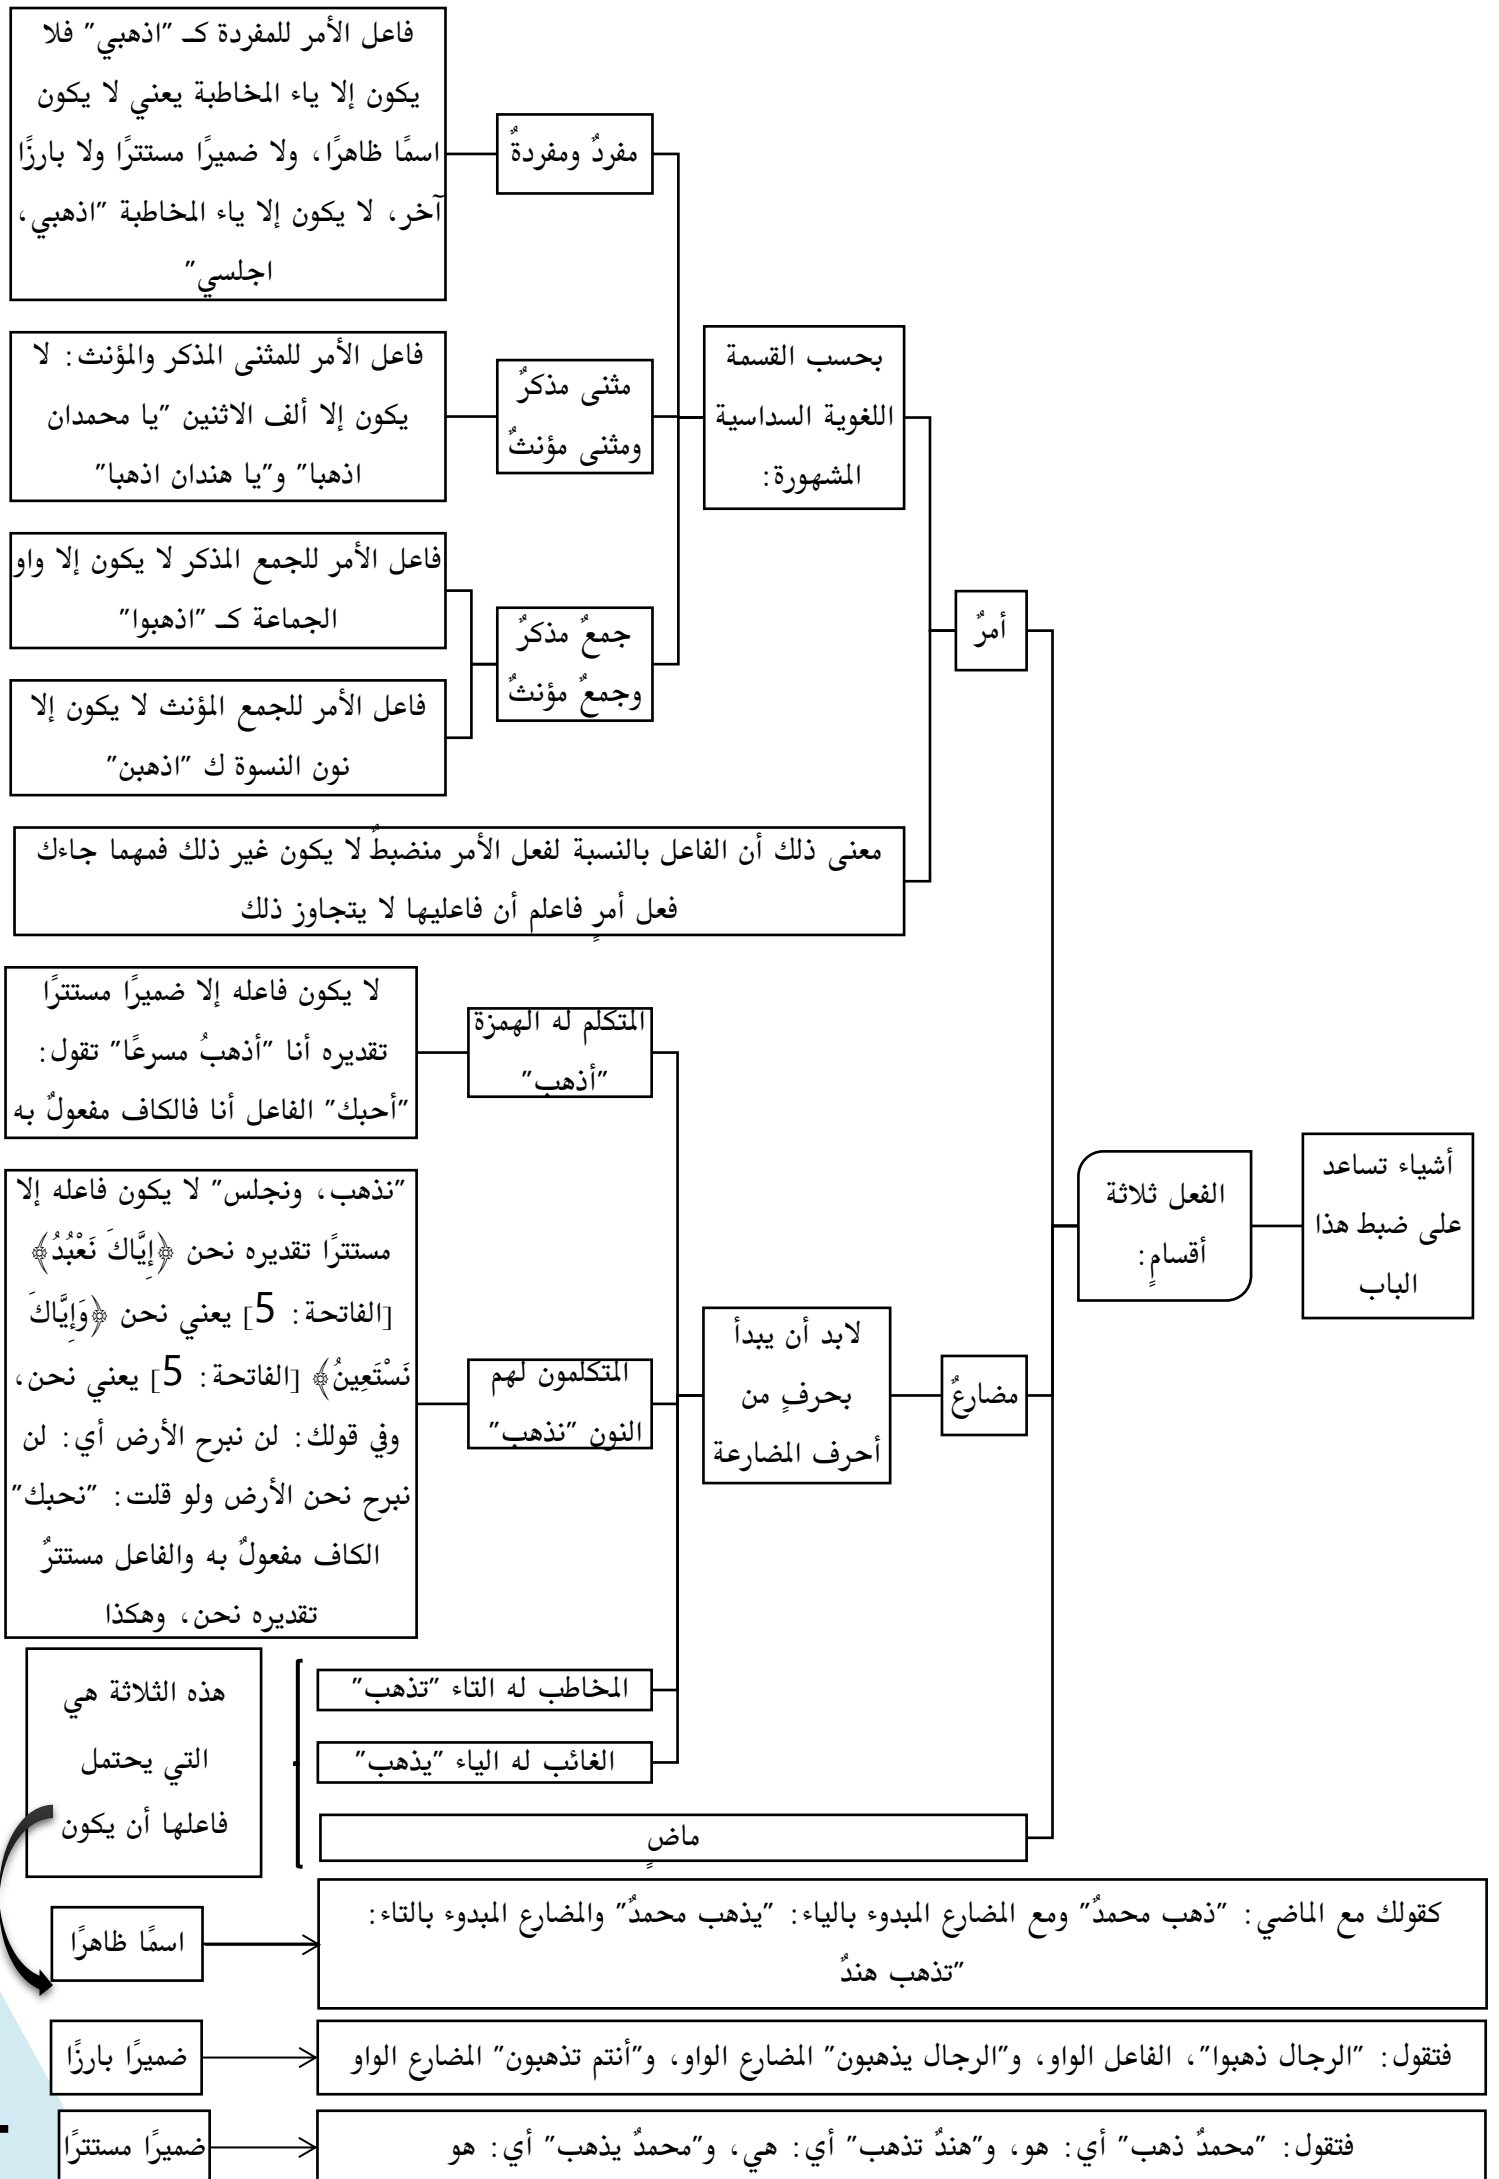 أشياء تساعد
على ضبط هذا
الباب
الفعل ثلاثة
أقسامٍ:
أمرٌ
بحسب القسمة
اللغوية السداسية
المشهورة:
مفردٌ ومفردةٌ
فاعل الأمر للمفردة كـ "اذهبي" فلا
يكون إلا ياء المخاطبة يعني لا يكون
اسمًا ظاهرًا، ولا ضميرًا مستترًا ولا بارزًا
آخر، لا يكون إلا ياء المخاطبة "اذهبي،
اجلسي"
مثنى مذكرٌ
ومثنى مؤنثٌ
فاعل الأمر للمثنى المذكر والمؤنث: لا
يكون إلا ألف الاثنين "يا محمدان
اذهبا" و"يا هندان اذهبا"
جمعٌ مذكرٌ
وجمعٌ مؤنثٌ
فاعل الأمر للجمع المذكر لا يكون إلا واو
الجماعة كـ "اذهبوا"
فاعل الأمر للجمع المؤنث لا يكون إلا
نون النسوة ك "اذهبن"
معنى ذلك أن الفاعل بالنسبة لفعل الأمر منضبطٌ لا يكون غير ذلك فمهما جاءك
فعل أمرٍ فاعلم أن فاعليها لا يتجاوز ذلك
مضارعٌ
لابد أن يبدأ
بحرفٍ من
أحرف المضارعة
المتكلم له الهمزة
"أذهب"
لا يكون فاعله إلا ضميرًا مستترًا
تقديره أنا "أذهبُ مسرعًا" تقول:
"أحبك" الفاعل أنا فالكاف مفعولٌ به
المتكلمون لهم
النون "نذهب"
"نذهب، ونجلس" لا يكون فاعله إلا
مستترًا تقديره نحن ﴿إِيَّاكَ نَعْبُدُ﴾
[الفاتحة: 5] يعني نحن ﴿وَإِيَّاكَ
نَسْتَعِينُ﴾ [الفاتحة: 5] يعني نحن،
وفي قولك: لن نبرح الأرض أي: لن
نبرح نحن الأرض ولو قلت: "نحبك"
الكاف مفعولٌ به والفاعل مستترٌ
تقديره نحن، وهكذا
المخاطب له التاء "تذهب"
الغائب له الياء "يذهب"
ماضٍ
هذه الثلاثة هي
التي يحتمل
فاعلها أن يكون
اسمًا ظاهرًا
كقولك مع الماضي: "ذهب محمدٌ" ومع المضارع المبدوء بالياء: "يذهب محمدٌ" والمضارع المبدوء بالتاء:
"تذهب هندٌ
ضميرًا بارزًا
فتقول: "الرجال ذهبوا"، الفاعل الواو، و"الرجال يذهبون" المضارع الواو، و"أنتم تذهبون" المضارع الواو
ضميرًا مستترًا
فتقول: "محمدٌ ذهب" أي: هو، و"هندٌ تذهب" أي: هي، و"محمدٌ يذهب" أي: هو